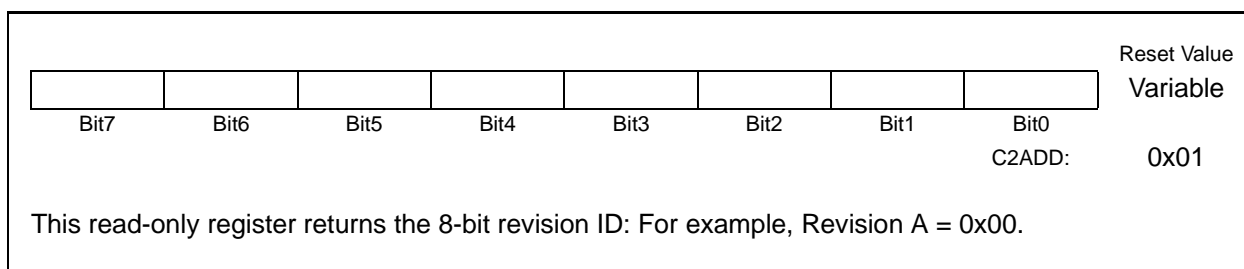 Reset Value
Variable
Bit7 Bit6 Bit5 Bit4 Bit3 Bit2 Bit1 Bit0
C2ADD: 0x01
This read-only register returns the 8-bit revision ID: For example, Revision A = 0x00.